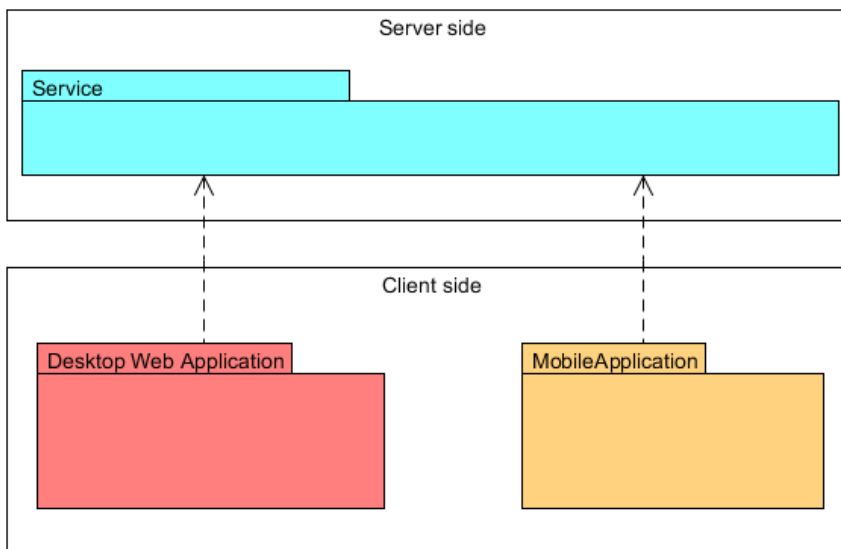 Server side
Service
Client side
Desktop Web Application
MobileApplication